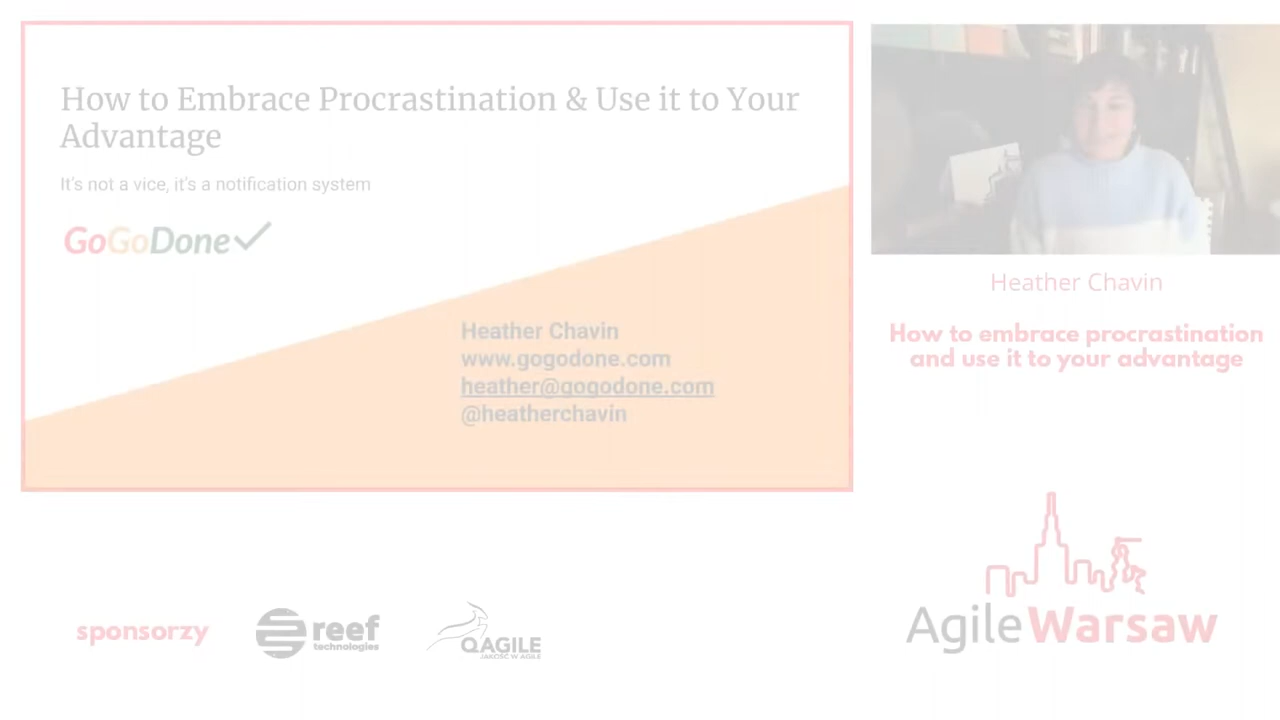 How to Embrace Procrastination & Use it to Your
Advantage
It's not a vice, it's a notification system
GoGoDone
Heather Chavin
www.gogodone.com
heather@gogodone.com
@heatherchavin
Heather Chavin
How to embrace procrastination
and use it to your advantage
sponsorzy
reef
technologies
QAGILE
JAKOŚĆ W AGILE
AgileWarsaw